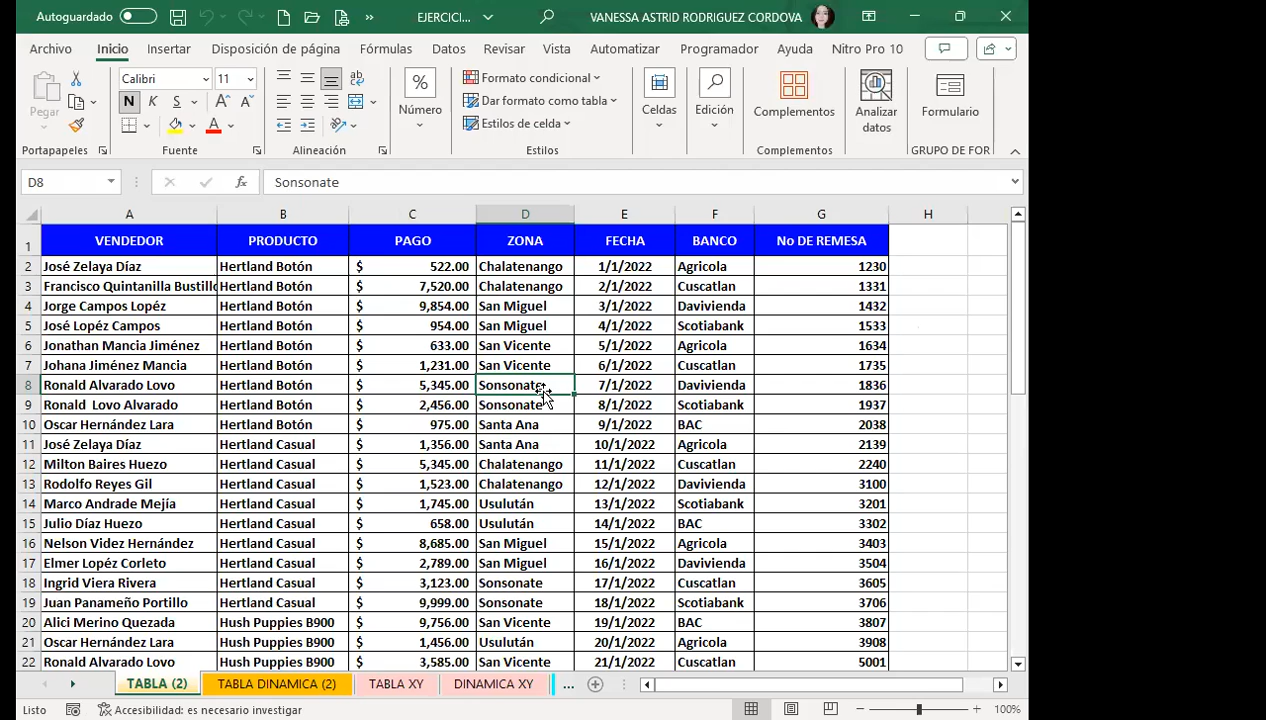 Autoguardado EJERCICI... VANESSA ASTRID RODRIGUEZ CORDOVA
Archivo Inicio Insertar Disposición de página Fórmulas Datos Revisar Vista Automatizar Programador Ayuda Nitro Pro 10
Pegar
Calibri 11
N K S
%
Número
Formato condicional
Dar formato como tabla
Estilos de celda
Celdas
Edición
Complementos
Analizar datos
Formulario
Portapapeles Fuente Alineación Estilos Complementos GRUPO DE FOR
D8 fx Sonsonate
A B C D E F G H
1 VENDEDOR PRODUCTO PAGO ZONA FECHA BANCO No DE REMESA
2 José Zelaya Díaz Hertland Botón $ 522.00 Chalatenango 1/1/2022 Agricola 1230
3 Francisco Quintanilla Bustillo Hertland Botón $ 7,520.00 Chalatenango 2/1/2022 Cuscatlan 1331
4 Jorge Campos Lopéz Hertland Botón $ 9,854.00 San Miguel 3/1/2022 Davivienda 1432
5 José Lopéz Campos Hertland Botón $ 954.00 San Miguel 4/1/2022 Scotiabank 1533
6 Jonathan Mancia Jiménez Hertland Botón $ 633.00 San Vicente 5/1/2022 Agricola 1634
7 Johana Jiménez Mancia Hertland Botón $ 1,231.00 San Vicente 6/1/2022 Cuscatlan 1735
8 Ronald Alvarado Lovo Hertland Botón $ 5,345.00 Sonsonate 7/1/2022 Davivienda 1836
9 Ronald Lovo Alvarado Hertland Botón $ 2,456.00 Sonsonate 8/1/2022 Scotiabank 1937
10 Oscar Hernández Lara Hertland Botón $ 975.00 Santa Ana 9/1/2022 BAC 2038
11 José Zelaya Díaz Hertland Casual $ 1,356.00 Santa Ana 10/1/2022 Agricola 2139
12 Milton Baires Huezo Hertland Casual $ 5,345.00 Chalatenango 11/1/2022 Cuscatlan 2240
13 Rodolfo Reyes Gil Hertland Casual $ 1,523.00 Chalatenango 12/1/2022 Davivienda 3100
14 Marco Andrade Mejía Hertland Casual $ 1,745.00 Usulután 13/1/2022 Scotiabank 3201
15 Julio Díaz Huezo Hertland Casual $ 658.00 Usulután 14/1/2022 BAC 3302
16 Nelson Videz Hernández Hertland Casual $ 8,685.00 San Miguel 15/1/2022 Agricola 3403
17 Elmer Lopéz Corleto Hertland Casual $ 2,789.00 San Miguel 16/1/2022 Davivienda 3504
18 Ingrid Viera Rivera Hertland Casual $ 3,123.00 Sonsonate 17/1/2022 Cuscatlan 3605
19 Juan Panameño Portillo Hertland Casual $ 9,999.00 Sonsonate 18/1/2022 Scotiabank 3706
20 Alici Merino Quezada Hush Puppies B900 $ 9,756.00 San Vicente 19/1/2022 BAC 3807
21 Oscar Hernández Lara Hush Puppies B900 $ 1,456.00 Usulután 20/1/2022 Agricola 3908
22 Ronald Alvarado Lovo Hush Puppies B900 $ 3,585.00 San Vicente 21/1/2022 Cuscatlan 5001
TABLA (2) TABLA DINAMICA (2) TABLA XY DINAMICA XY ...
Listo Accesibilidad: es necesario investigar 100%